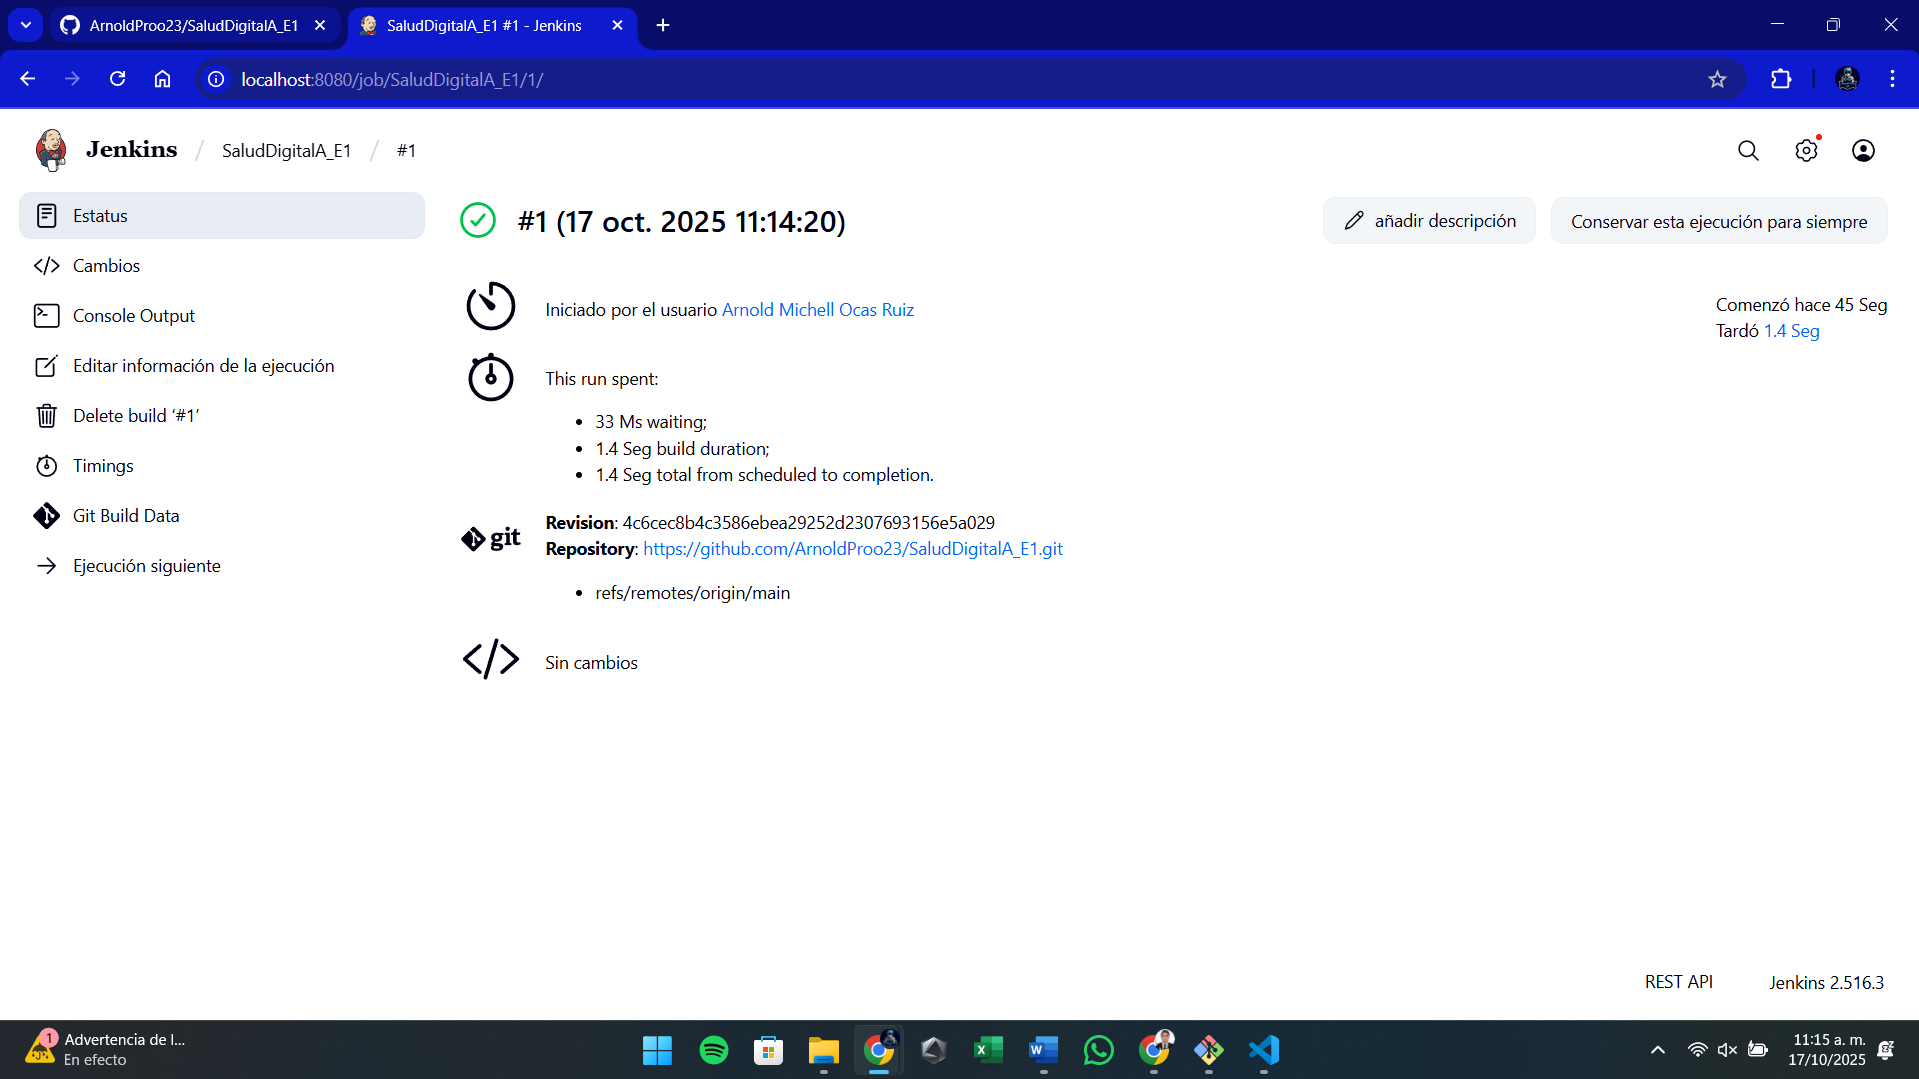 ArnoldProo23/SaludDigitalA_E1
SaludDigitalA_E1 #1 - Jenkins
localhost:8080/job/SaludDigitalA_E1/1/
Jenkins / SaludDigitalA_E1 / #1
Estatus
Cambios
Console Output
Editar información de la ejecución
Delete build ‘#1’
Timings
Git Build Data
Ejecución siguiente
#1 (17 oct. 2025 11:14:20)
añadir descripción
Conservar esta ejecución para siempre
Iniciado por el usuario Arnold Michell Ocas Ruiz
Comenzó hace 45 Seg
Tardó 1.4 Seg
This run spent:
• 33 Ms waiting;
• 1.4 Seg build duration;
• 1.4 Seg total from scheduled to completion.
git
Revision: 4c6cec8b4c3586ebea29252d2307693156e5a029
Repository: https://github.com/ArnoldProo23/SaludDigitalA_E1.git
• refs/remotes/origin/main
Sin cambios
REST API
Jenkins 2.516.3
1
Advertencia de l...
En efecto
11:15 a. m.
17/10/2025